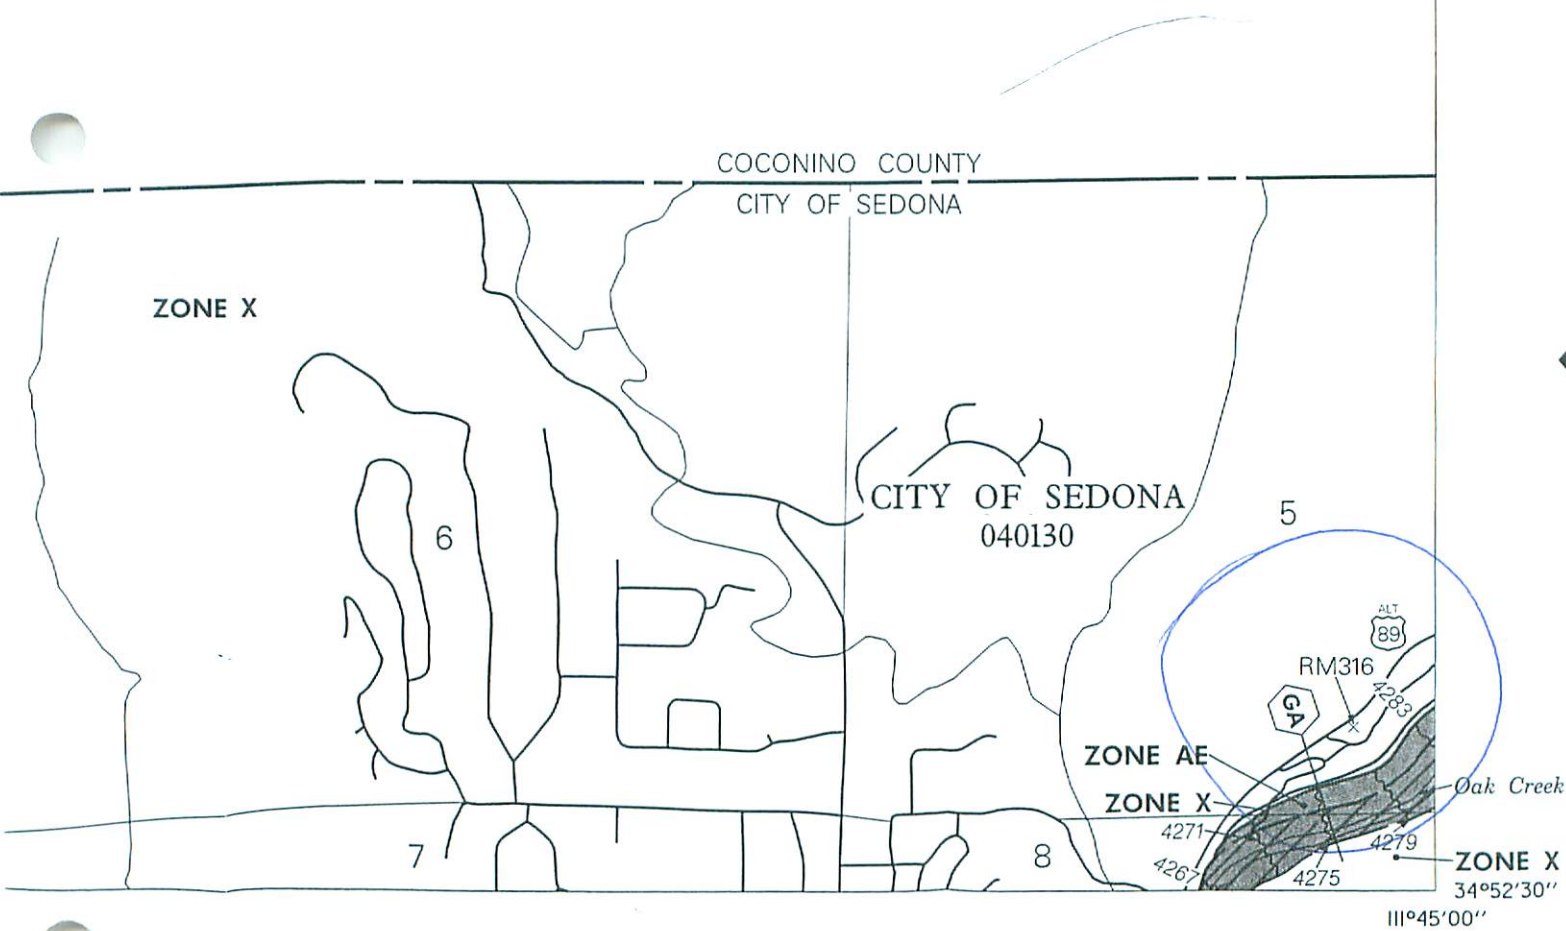 COCONINO COUNTY
CITY OF SEDONA
ZONE X
CITY OF SEDONA
040130
5
6
ALT
89
RM316
4283
GA
ZONE AE
Oak Creek
ZONE X
4271
4279
7
8
4267
4275
ZONE X
34°52'30"
111°45'00"